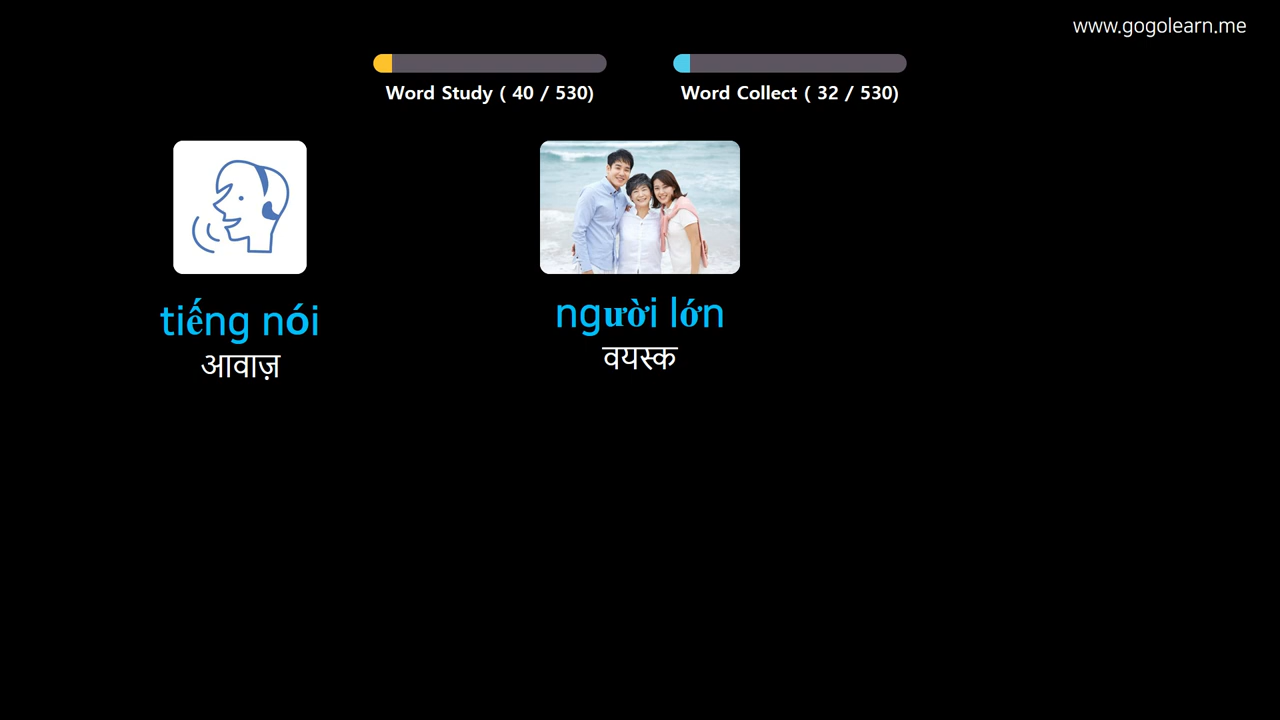 www.gogolearn.me
Word Study ( 40 / 530)
Word Collect ( 32 / 530)
tiếng nói
आवाज़
người lớn
वयस्क